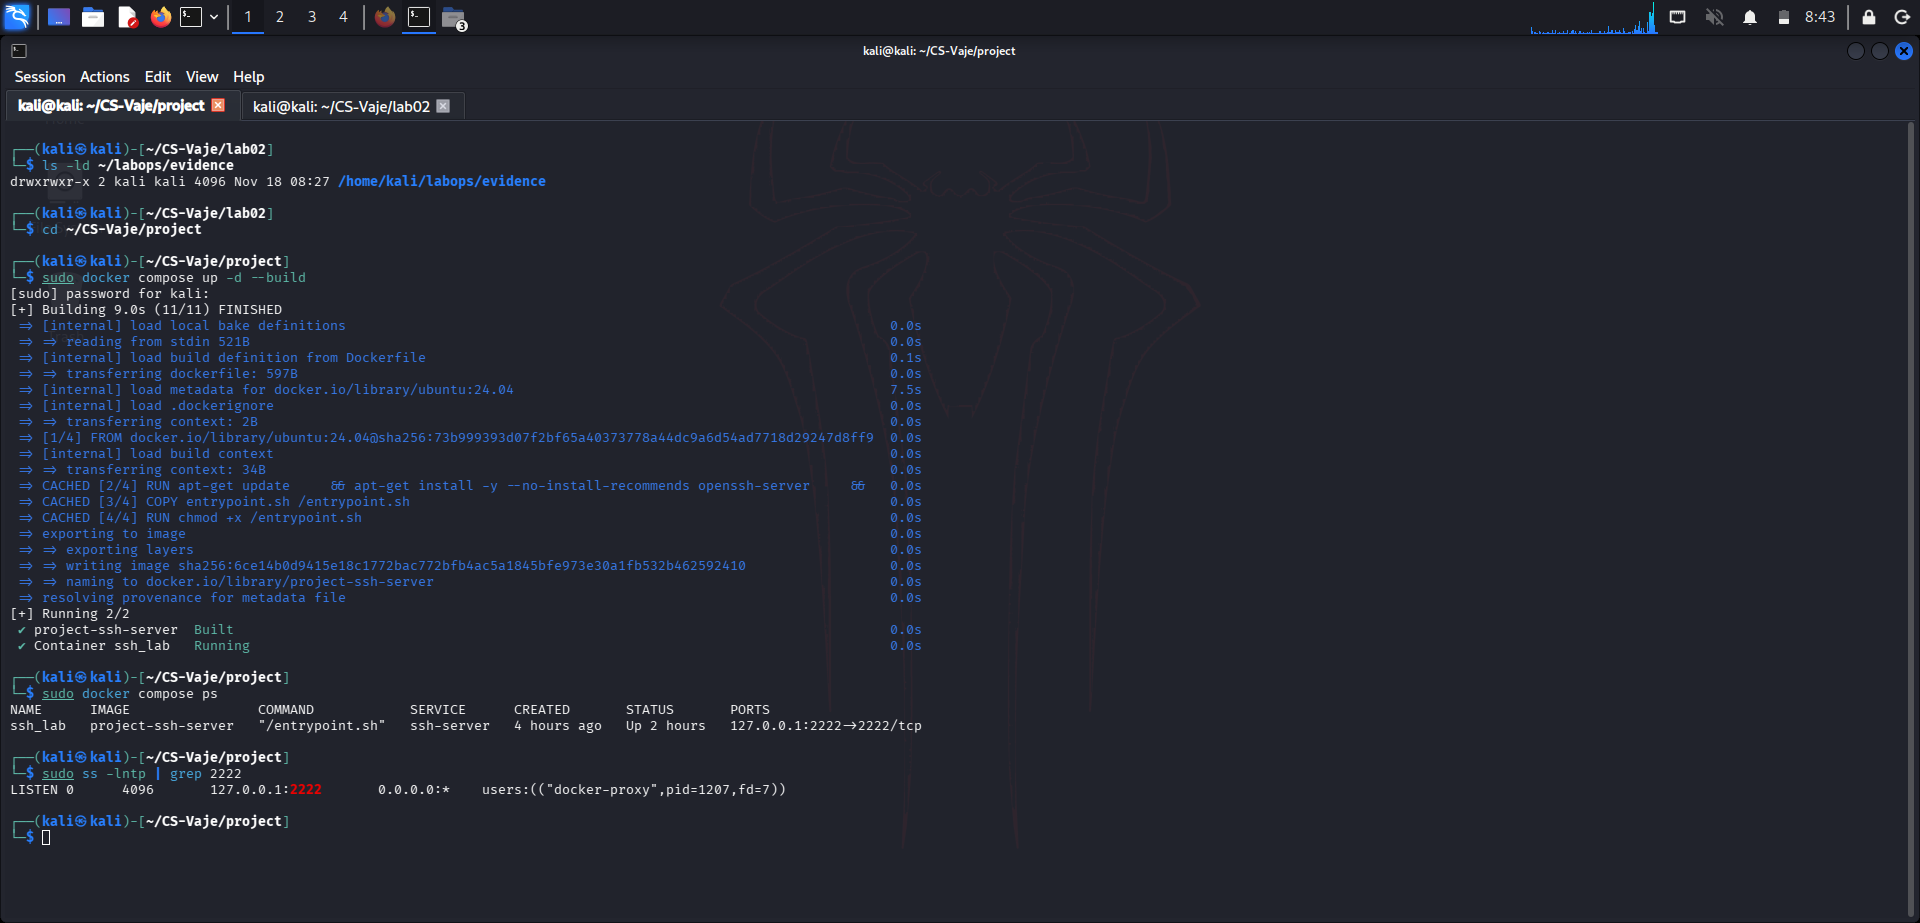 1 2 3 4 3 8:43
kali@kali: ~/CS-Vaje/project
Session Actions Edit View Help
kali@kali: ~/CS-Vaje/project kali@kali: ~/CS-Vaje/lab02
┌──(kali㉿kali)-[~/CS-Vaje/lab02]
└─$ ls -ld ~/labops/evidence
drwxrwxr-x 2 kali kali 4096 Nov 18 08:27 /home/kali/labops/evidence
┌──(kali㉿kali)-[~/CS-Vaje/lab02]
└─$ cd ~/CS-Vaje/project
┌──(kali㉿kali)-[~/CS-Vaje/project]
└─$ sudo docker compose up -d --build
[sudo] password for kali:
[+] Building 9.0s (11/11) FINISHED
=> [internal] load local bake definitions 0.0s
=> => reading from stdin 521B 0.0s
=> [internal] load build definition from Dockerfile 0.1s
=> => transferring dockerfile: 597B 0.0s
=> [internal] load metadata for docker.io/library/ubuntu:24.04 7.5s
=> [internal] load .dockerignore 0.0s
=> => transferring context: 2B 0.0s
=> [1/4] FROM docker.io/library/ubuntu:24.04@sha256:73b999393d07f2bf65a40373778a44dc9a6d54ad7718d29247d8ff9 0.0s
=> [internal] load build context 0.0s
=> => transferring context: 34B 0.0s
=> CACHED [2/4] RUN apt-get update && apt-get install -y --no-install-recommends openssh-server && 0.0s
=> CACHED [3/4] COPY entrypoint.sh /entrypoint.sh 0.0s
=> CACHED [4/4] RUN chmod +x /entrypoint.sh 0.0s
=> exporting to image 0.0s
=> => exporting layers 0.0s
=> => writing image sha256:6ce14b0d9415e18c1772bac772bfb4ac5a1845bfe973e30a1fb532b462592410 0.0s
=> => naming to docker.io/library/project-ssh-server 0.0s
=> resolving provenance for metadata file 0.0s
[+] Running 2/2
✔ project-ssh-server Built 0.0s
✔ Container ssh_lab Running 0.0s
┌──(kali㉿kali)-[~/CS-Vaje/project]
└─$ sudo docker compose ps
NAME IMAGE COMMAND SERVICE CREATED STATUS PORTS
ssh_lab project-ssh-server "/entrypoint.sh" ssh-server 4 hours ago Up 2 hours 127.0.0.1:2222->2222/tcp
┌──(kali㉿kali)-[~/CS-Vaje/project]
└─$ sudo ss -lntp | grep 2222
LISTEN 0 4096 127.0.0.1:2222 0.0.0.0:* users:(("docker-proxy",pid=1207,fd=7))
┌──(kali㉿kali)-[~/CS-Vaje/project]
└─$